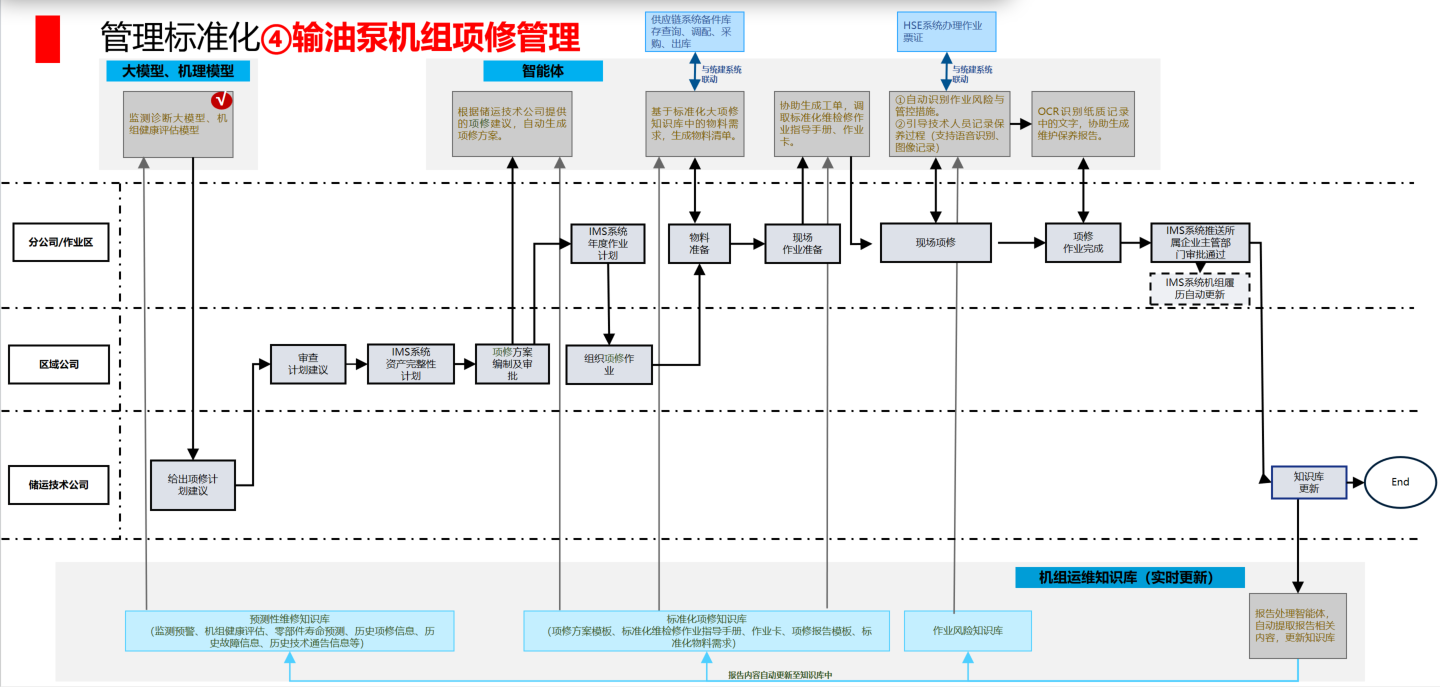 管理标准化④输油泵机组项修管理
供应链系统备件库
存查询、调配、采
购、出库
HSE系统办理作业
票证
大模型、机理模型
智能体
与统建系统
联动
与统建系统
联动
监测诊断大模型、机
组健康评估模型
根据储运技术公司提供
的项修建议，自动生成
项修方案。
基于标准化大项修
知识库中的物料需
求，生成物料清单。
协助生成工单，调
取标准化维检修作
业指导手册、作业
卡。
①自动识别作业风险与
管控措施。
②引导技术人员记录保
养过程（支持语音识别、
图像记录）
OCR识别纸质记录
中的文字，协助生成
维护保养报告。
分公司/作业区
IMS系统
年度作业
计划
物料
准备
现场
作业准备
现场项修
项修
作业完成
IMS系统推送所
属企业主管部
门审批通过
IMS系统机组履
历自动更新
区域公司
审查
计划建议
IMS系统
资产完整性
计划
项修方案
编制及审
批
组织项修作
业
储运技术公司
给出项修计
划建议
知识库
更新
End
机组运维知识库（实时更新）
预测性维修知识库
（监测预警、机组健康评估、零部件寿命预测、历史项修信息、历
史故障信息、历史技术通告信息等）
标准化项修知识库
（项修方案模板、标准化维检修作业指导手册、作业卡、项修报告模板、标
准化物料需求）
作业风险知识库
报告处理智能体，
自动提取报告相关
内容，更新知识库
报告内容自动更新至知识库中